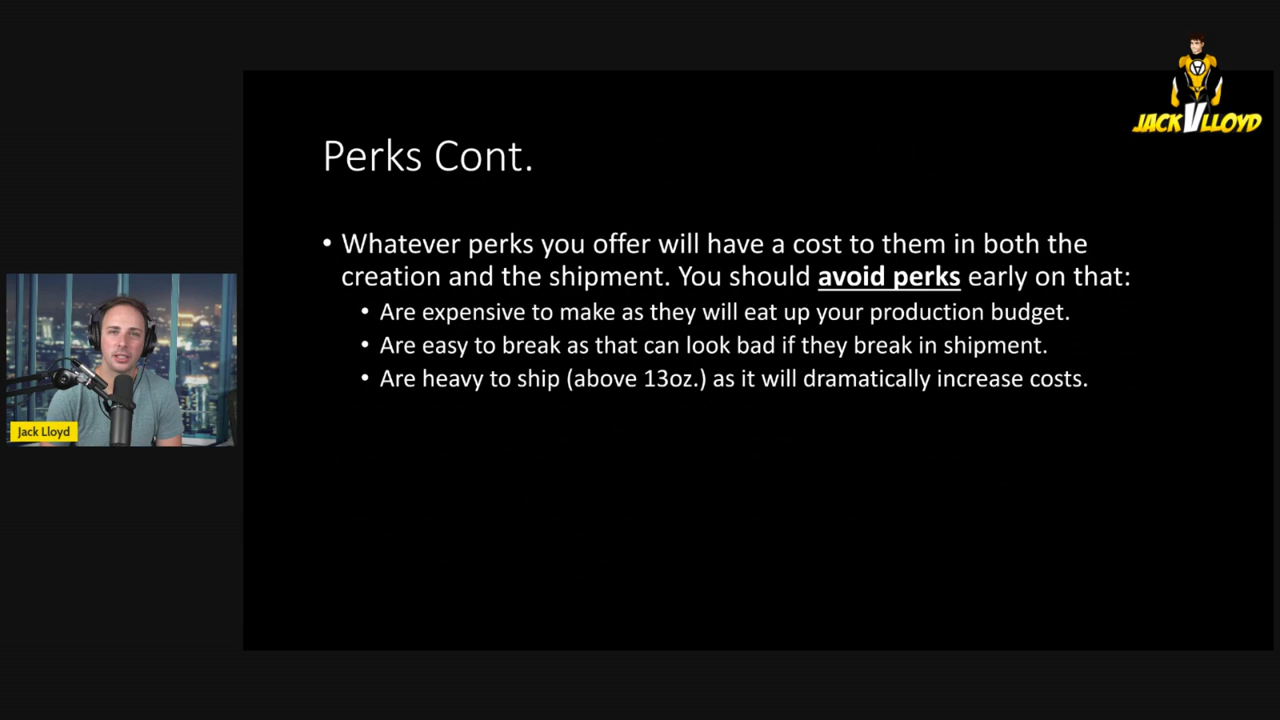 JACK V LLOYD
Perks Cont.
• Whatever perks you offer will have a cost to them in both the
creation and the shipment. You should avoid perks early on that:
• Are expensive to make as they will eat up your production budget.
• Are easy to break as that can look bad if they break in shipment.
• Are heavy to ship (above 13oz.) as it will dramatically increase costs.
Jack Lloyd